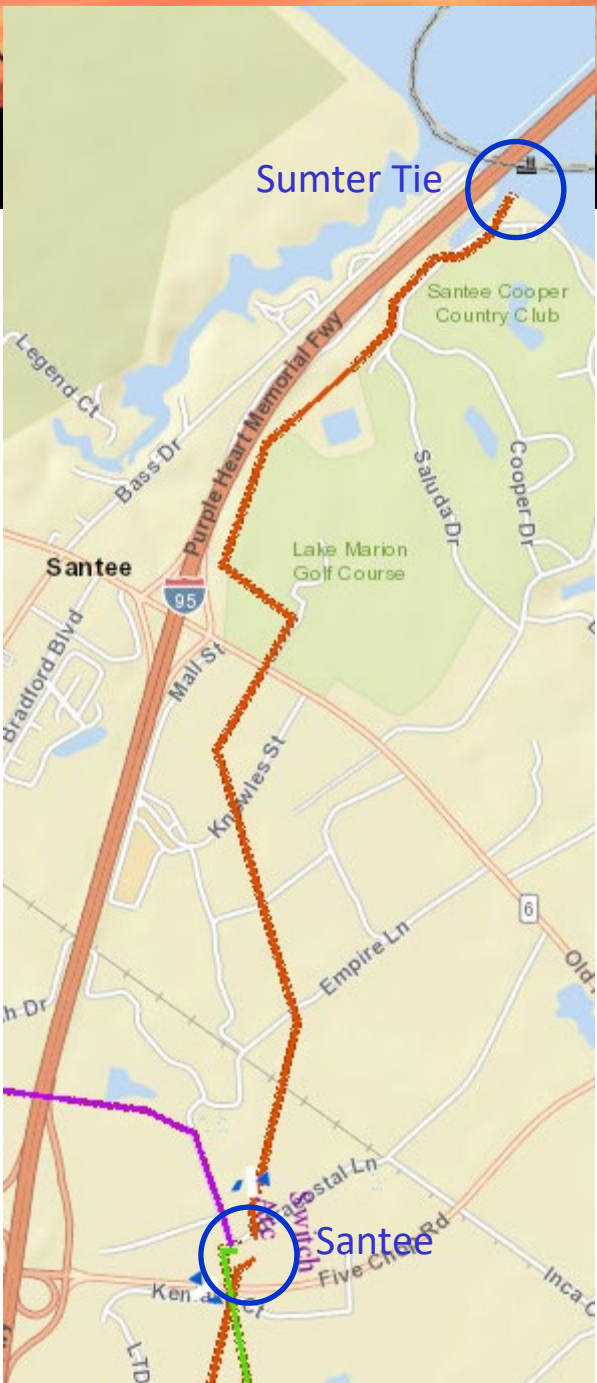 Sumter Tie
Santee Cooper
Country Club
Purple Heart Memorial Fwy
Legend Ct
Bass Dr
Saluda Dr
Cooper Dr
Lake Marion
Golf Course
Santee
95
Bradford Blvd
Mall St
Knowles St
6
Empire Ln
Old
h Dr
Ln
Switch
Santee
Five Chop Rd
Ct
Inca